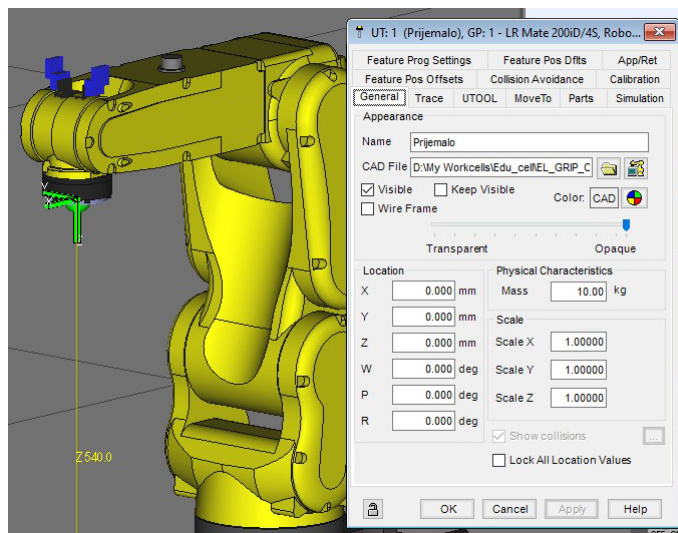 UT: 1 (Prijemalo), GP: 1 - LR Mate 200iD/4S, Robo...
Feature Prog Settings Feature Pos Dflts App/Ret
Feature Pos Offsets Collision Avoidance Calibration
General Trace UTOOL MoveTo Parts Simulation
Appearance
Name Prijemalo
CAD File D:\My Workcells\Edu_cell\EL_GRIP_C
Visible Keep Visible
Color: CAD
Wire Frame
Transparent Opaque
Location Physical Characteristics
X 0.000 mm Mass 10.00 kg
Y 0.000 mm
Scale
Z 0.000 mm Scale X 1.00000
W 0.000 deg Scale Y 1.00000
P 0.000 deg Scale Z 1.00000
R 0.000 deg
Show collisions ...
Lock All Location Values
OK Cancel Apply Help
Y
X
Z 540.0